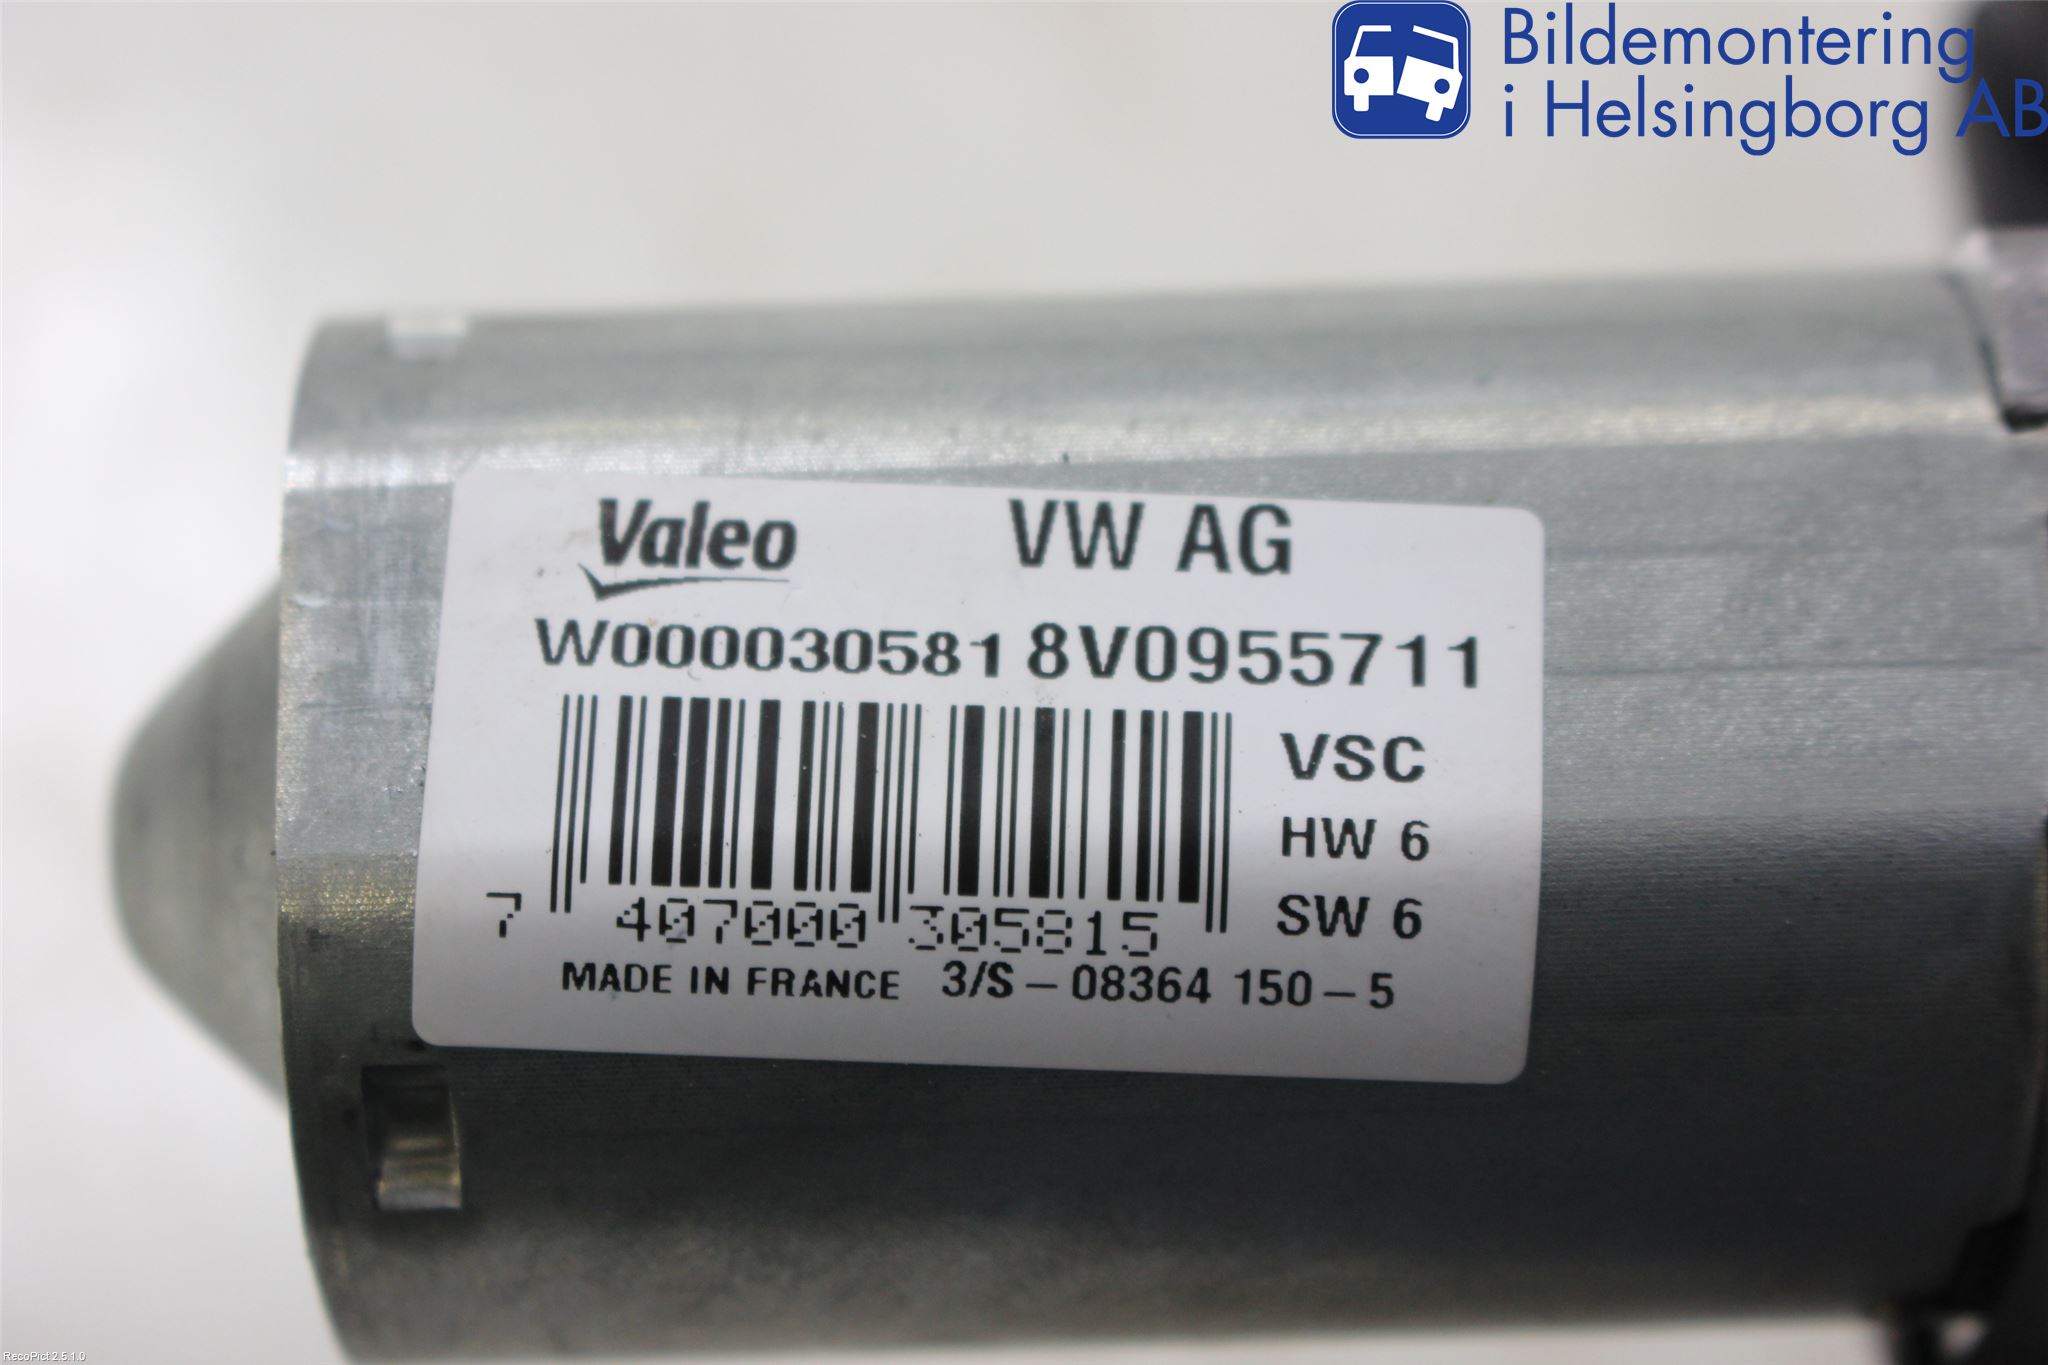 Bildemontering
i Helsingborg AB
Valeo VW AG
W000030581 8V0955711
VSC
HW 6
SW 6
7 407000 305815
MADE IN FRANCE 3/S-08364 150-5
RecoPict 2.5.1.0